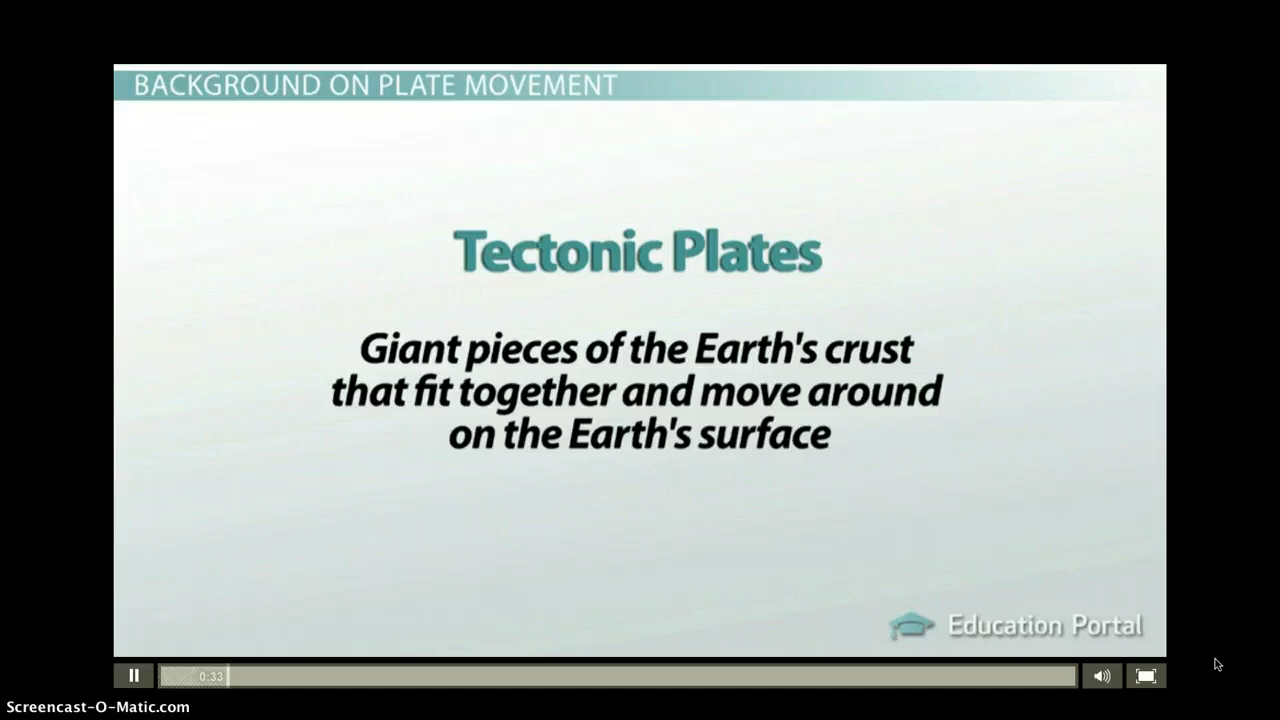 BACKGROUND ON PLATE MOVEMENT
Tectonic Plates
Giant pieces of the Earth's crust
that fit together and move around
on the Earth's surface
Education Portal
0:33
Screencast-O-Matic.com